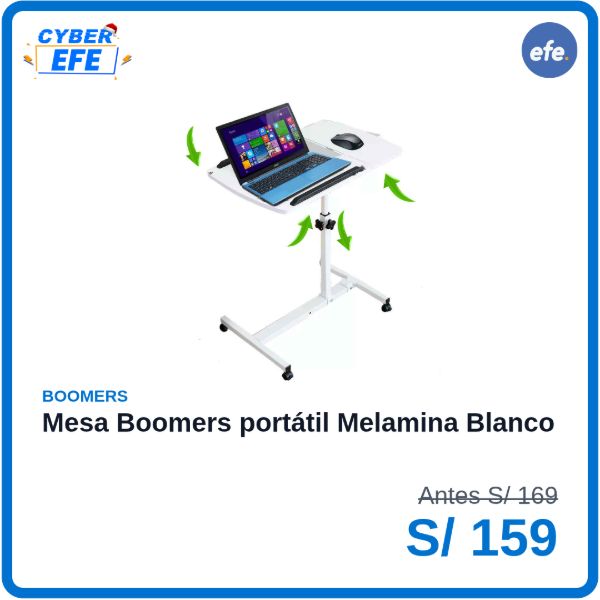 CYBER
EFE
efe.
BOOMERS
Mesa Boomers portátil Melamina Blanco
Antes S/ 169
S/ 159